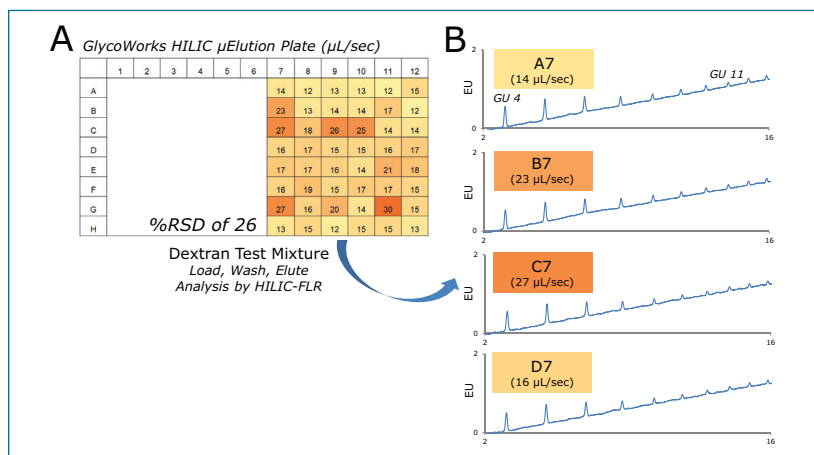 A
GlycoWorks HILIC µElution Plate (µL/sec)
1 2 3 4 5 6 7 8 9 10 11 12
A 14 12 13 13 12 15
B 23 13 14 14 17 12
C 27 18 26 25 14 14
D 16 17 15 15 16 17
E 17 17 16 14 21 18
F 16 19 15 17 17 15
G 27 16 20 14 30 15
H 13 15 12 15 15 13
%RSD of 26
Dextran Test Mixture
Load, Wash, Elute
Analysis by HILIC-FLR
B
2
EU
0
A7
(14 µL/sec)
GU 4
GU 11
2
16
2
EU
0
B7
(23 µL/sec)
2
16
2
EU
0
C7
(27 µL/sec)
2
16
2
EU
0
D7
(16 µL/sec)
2
16